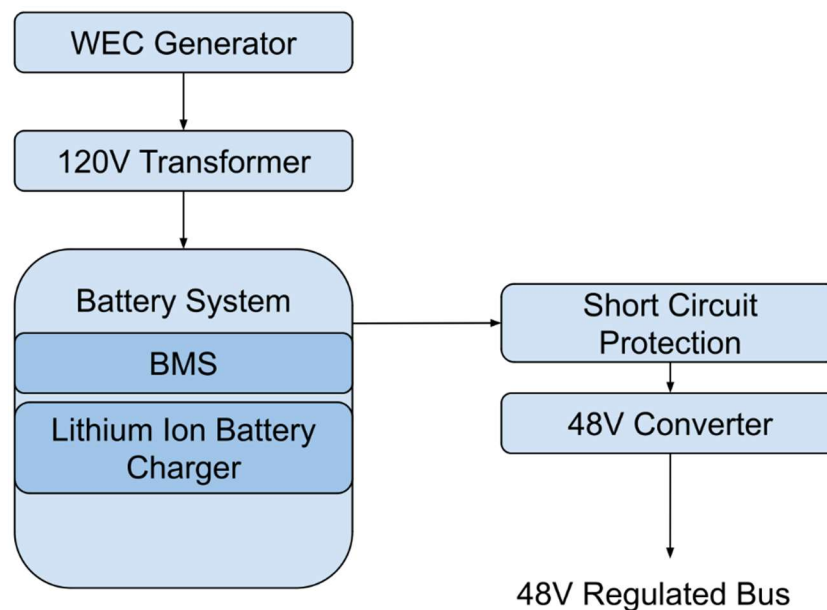 WEC Generator
120V Transformer
Battery System
BMS
Lithium Ion Battery
Charger
Short Circuit
Protection
48V Converter
48V Regulated Bus